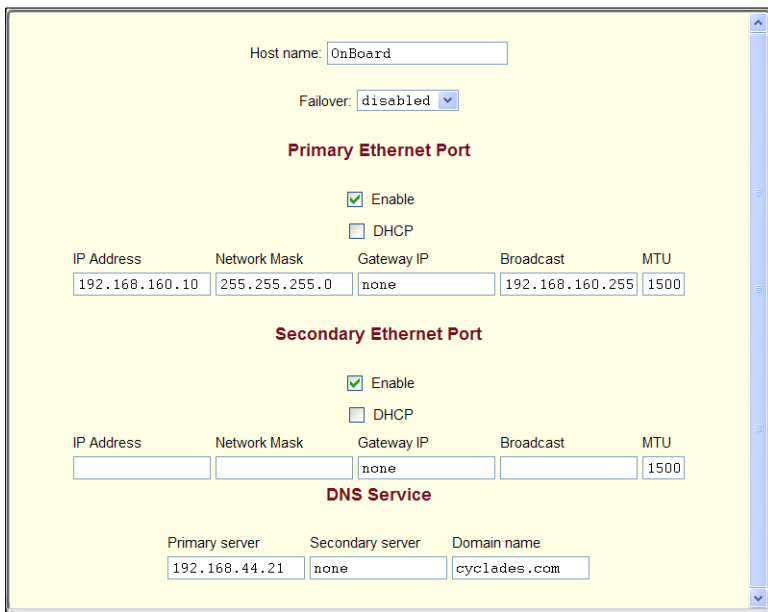 Host name: OnBoard
Failover: disabled
Primary Ethernet Port
Enable
DHCP
IP Address Network Mask Gateway IP Broadcast MTU
192.168.160.10 255.255.255.0 none 192.168.160.255 1500
Secondary Ethernet Port
Enable
DHCP
IP Address Network Mask Gateway IP Broadcast MTU
none 1500
DNS Service
Primary server Secondary server Domain name
192.168.44.21 none cyclades.com